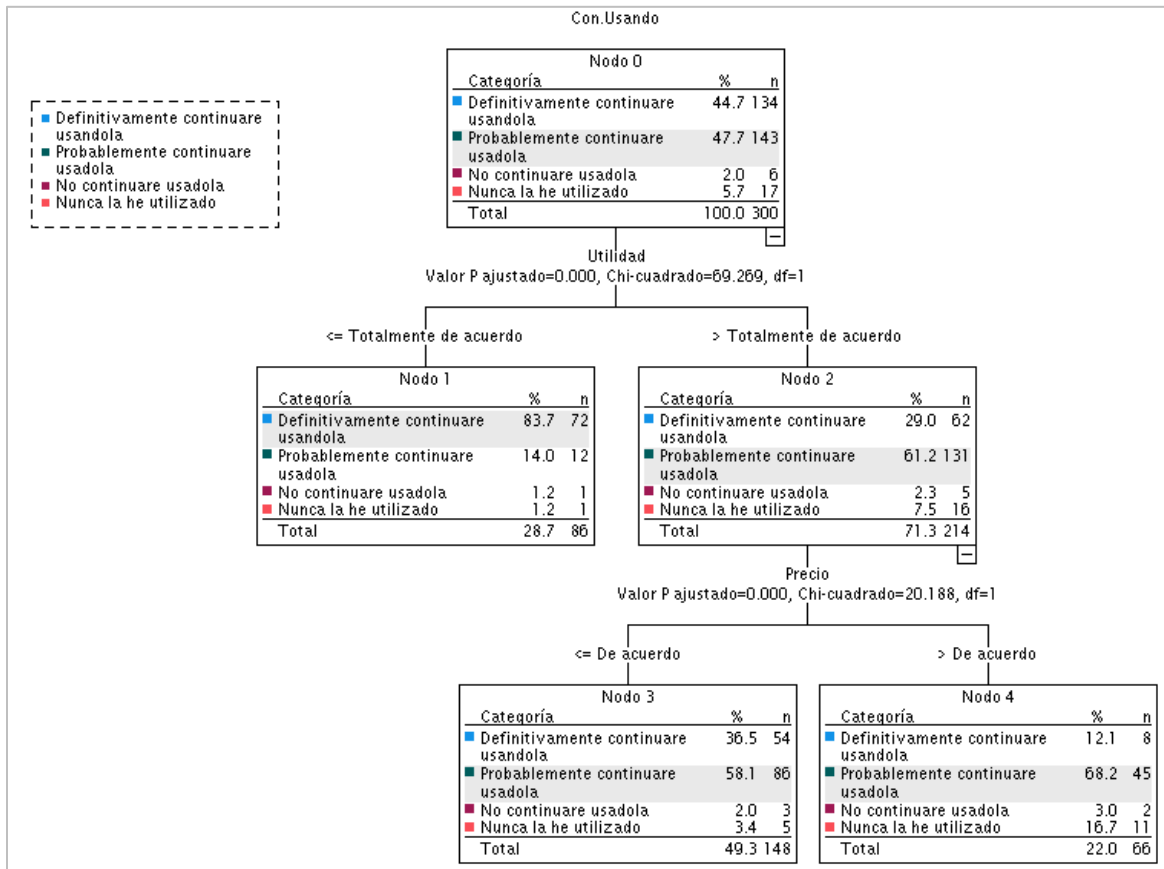 Con.Usando
Definitivamente continuare
usandola
Probablemente continuare
usadola
No continuare usadola
Nunca la he utilizado
Nodo 0
Categoría % n
Definitivamente continuare 44.7 134
usandola
Probablemente continuare 47.7 143
usadola
No continuare usadola 2.0 6
Nunca la he utilizado 5.7 17
Total 100.0 300
Utilidad
Valor P ajustado=0.000, Chi-cuadrado=69.269, df=1
<= Totalmente de acuerdo
> Totalmente de acuerdo
Nodo 1
Categoría % n
Definitivamente continuare 83.7 72
usandola
Probablemente continuare 14.0 12
usadola
No continuare usadola 1.2 1
Nunca la he utilizado 1.2 1
Total 28.7 86
Nodo 2
Categoría % n
Definitivamente continuare 29.0 62
usandola
Probablemente continuare 61.2 131
usadola
No continuare usadola 2.3 5
Nunca la he utilizado 7.5 16
Total 71.3 214
Precio
Valor P ajustado=0.000, Chi-cuadrado=20.188, df=1
<= De acuerdo
> De acuerdo
Nodo 3
Categoría % n
Definitivamente continuare 36.5 54
usandola
Probablemente continuare 58.1 86
usadola
No continuare usadola 2.0 3
Nunca la he utilizado 3.4 5
Total 49.3 148
Nodo 4
Categoría % n
Definitivamente continuare 12.1 8
usandola
Probablemente continuare 68.2 45
usadola
No continuare usadola 3.0 2
Nunca la he utilizado 16.7 11
Total 22.0 66